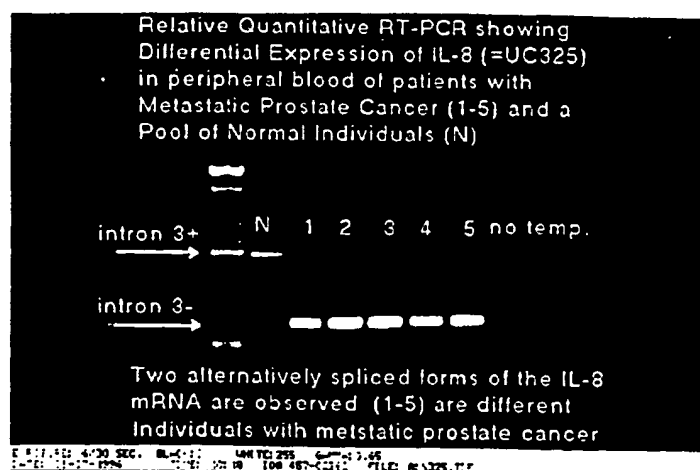 Relative Quantitative RT-PCR showing
Differential Expression of IL-8 (=UC325)
in peripheral blood of patients with
Metastatic Prostate Cancer (1-5) and a
Pool of Normal Individuals (N)
N 1 2 3 4 5 no temp.
intron 3+
intron 3-
Two alternatively spliced forms of the IL-8
mRNA are observed (1-5) are different
Individuals with metstatic prostate cancer
SEC. 255
1996